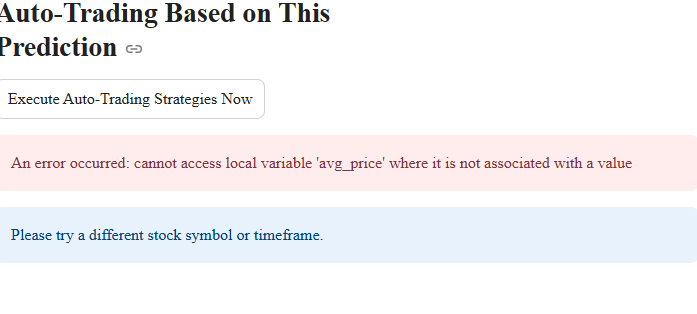 Auto-Trading Based on This
Prediction
Execute Auto-Trading Strategies Now
An error occurred: cannot access local variable 'avg_price' where it is not associated with a value
Please try a different stock symbol or timeframe.